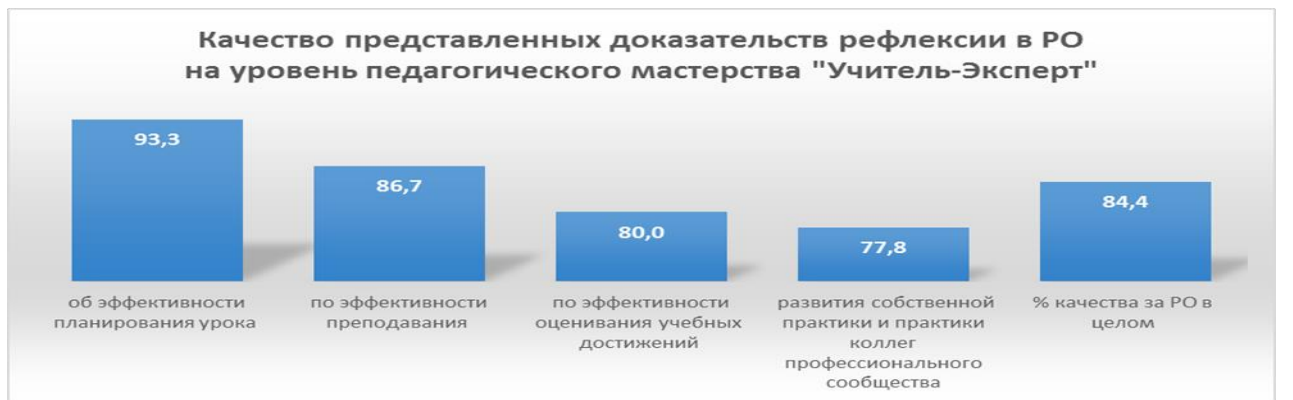 Качество представленных доказательств рефлексии в РО
на уровень педагогического мастерства "Учитель-Эксперт"
93,3
86,7
80,0
77,8
84,4
об эффективности
планирования урока
по эффективности
преподавания
по эффективности
оценивания учебных
достижений
развития собственной
практики и практики
коллег
профессионального
сообщества
% качества за РО в
целом